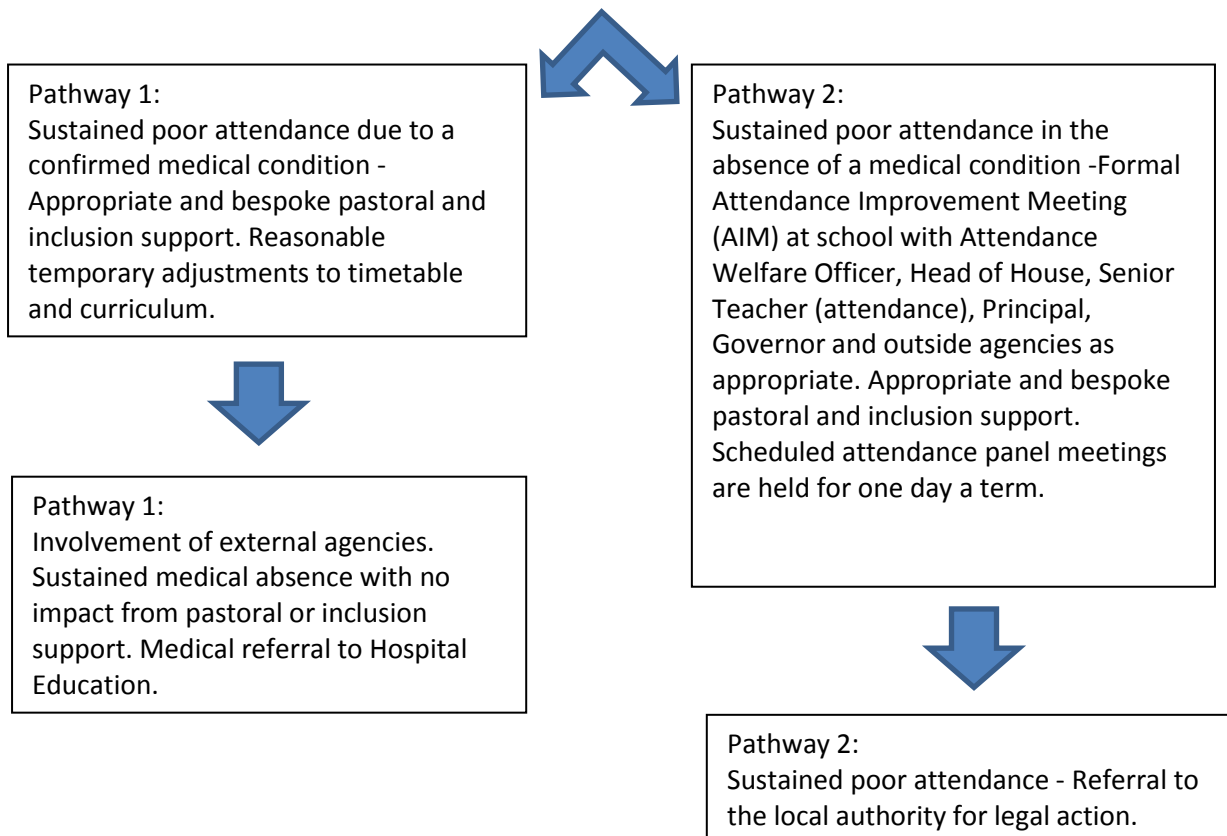 Pathway 1:
Sustained poor attendance due to a
confirmed medical condition -
Appropriate and bespoke pastoral and
inclusion support. Reasonable
temporary adjustments to timetable
and curriculum.
Pathway 1:
Involvement of external agencies.
Sustained medical absence with no
impact from pastoral or inclusion
support. Medical referral to Hospital
Education.
Pathway 2:
Sustained poor attendance in the
absence of a medical condition -Formal
Attendance Improvement Meeting
(AIM) at school with Attendance
Welfare Officer, Head of House, Senior
Teacher (attendance), Principal,
Governor and outside agencies as
appropriate. Appropriate and bespoke
pastoral and inclusion support.
Scheduled attendance panel meetings
are held for one day a term.
Pathway 2:
Sustained poor attendance - Referral to
the local authority for legal action.